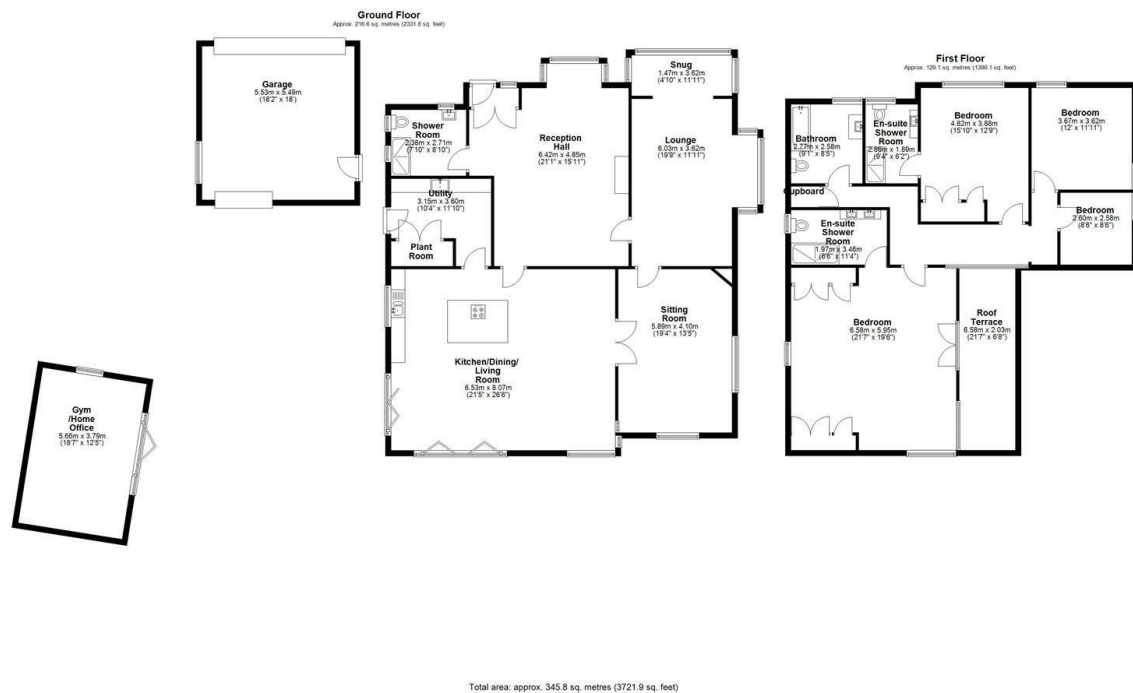 Ground Floor
Approx. 216.6 sq. metres (2331.8 sq. feet)
Garage
5.53m x 5.49m
(18'2" x 18')
Snug
1.47m x 3.62m
(4'10" x 11'11")
Shower
Room
2.38m x 2.71m
(7'10" x 8'10")
Reception
Hall
6.42m x 4.85m
(21'1" x 15'11")
Lounge
6.03m x 3.62m
(19'9" x 11'11")
Utility
3.15m x 3.60m
(10'4" x 11'10")
Plant
Room
Kitchen/Dining/
Living
Room
6.53m x 8.07m
(21'5" x 26'6")
Sitting
Room
5.89m x 4.10m
(19'4" x 13'5")
Gym
/Home
Office
5.66m x 3.79m
(18'7" x 12'5")
First Floor
Approx. 129.1 sq. metres (1390.1 sq. feet)
Bathroom
2.77m x 2.58m
(9'1" x 8'5")
En-suite
Shower
Room
2.86m x 1.89m
(9'4" x 6'2")
Bedroom
4.82m x 3.88m
(15'10" x 12'9")
Bedroom
3.67m x 3.62m
(12' x 11'11")
Cupboard
En-suite
Shower
Room
1.97m x 3.46m
(6'6" x 11'4")
Bedroom
2.60m x 2.58m
(8'6" x 8'6")
Bedroom
6.58m x 5.95m
(21'7" x 19'6")
Roof
Terrace
6.58m x 2.03m
(21'7" x 6'8")
Total area: approx. 345.8 sq. metres (3721.9 sq. feet)